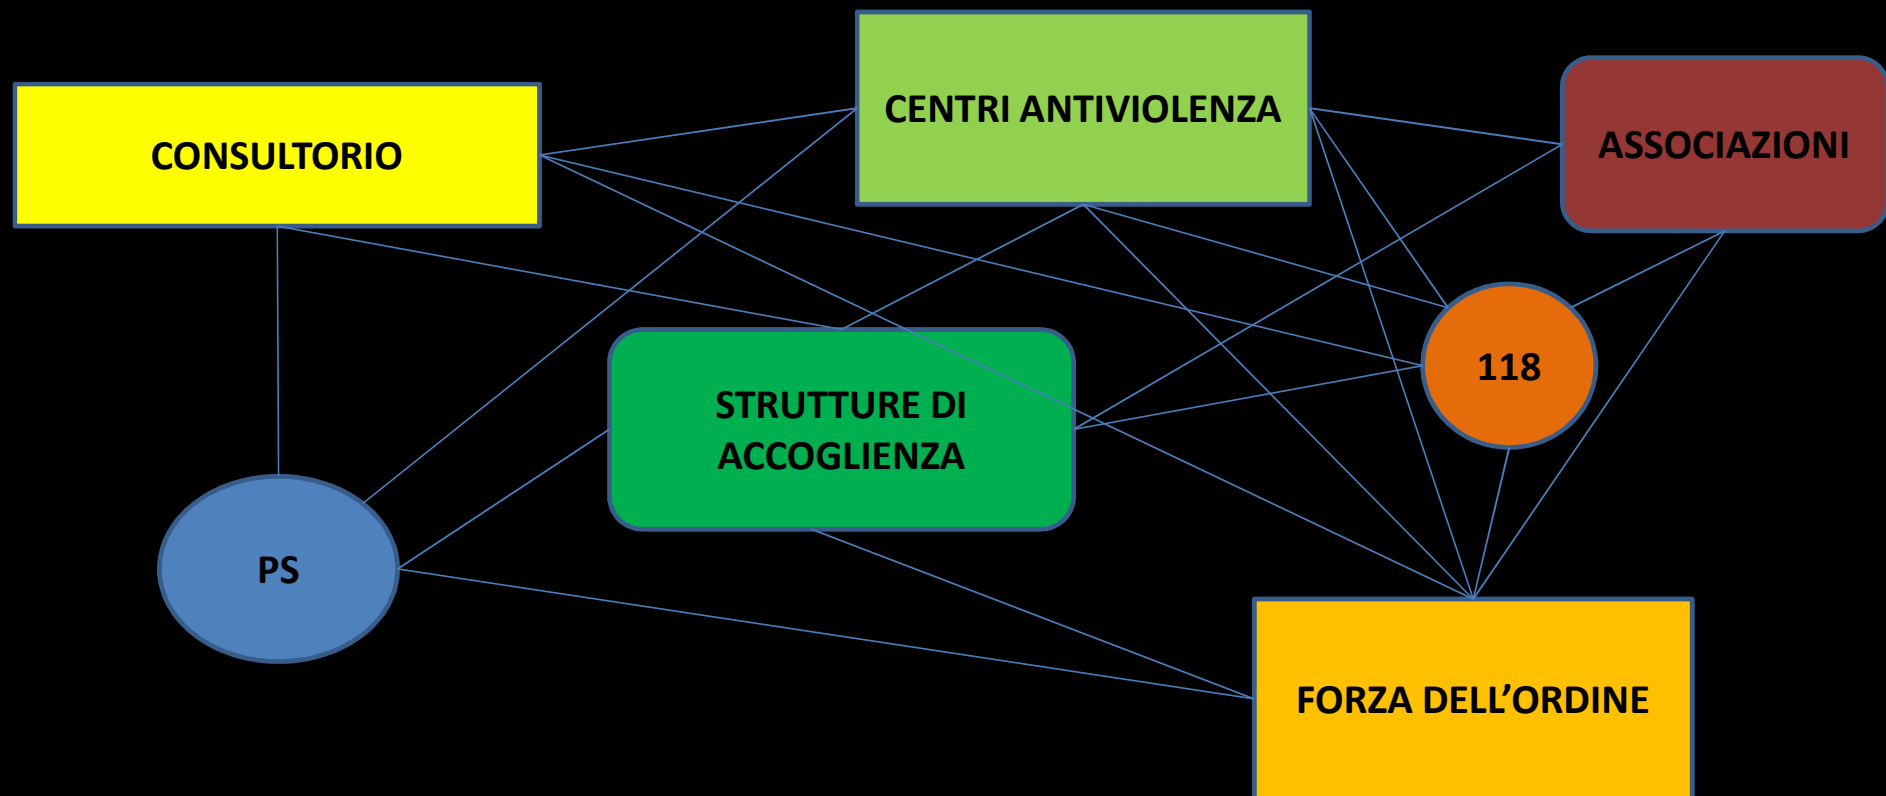 CENTRI ANTIVIOLENZA
CONSULTORIO
ASSOCIAZIONI
118
STRUTTURE DI
ACCOGLIENZA
PS
FORZA DELL’ORDINE